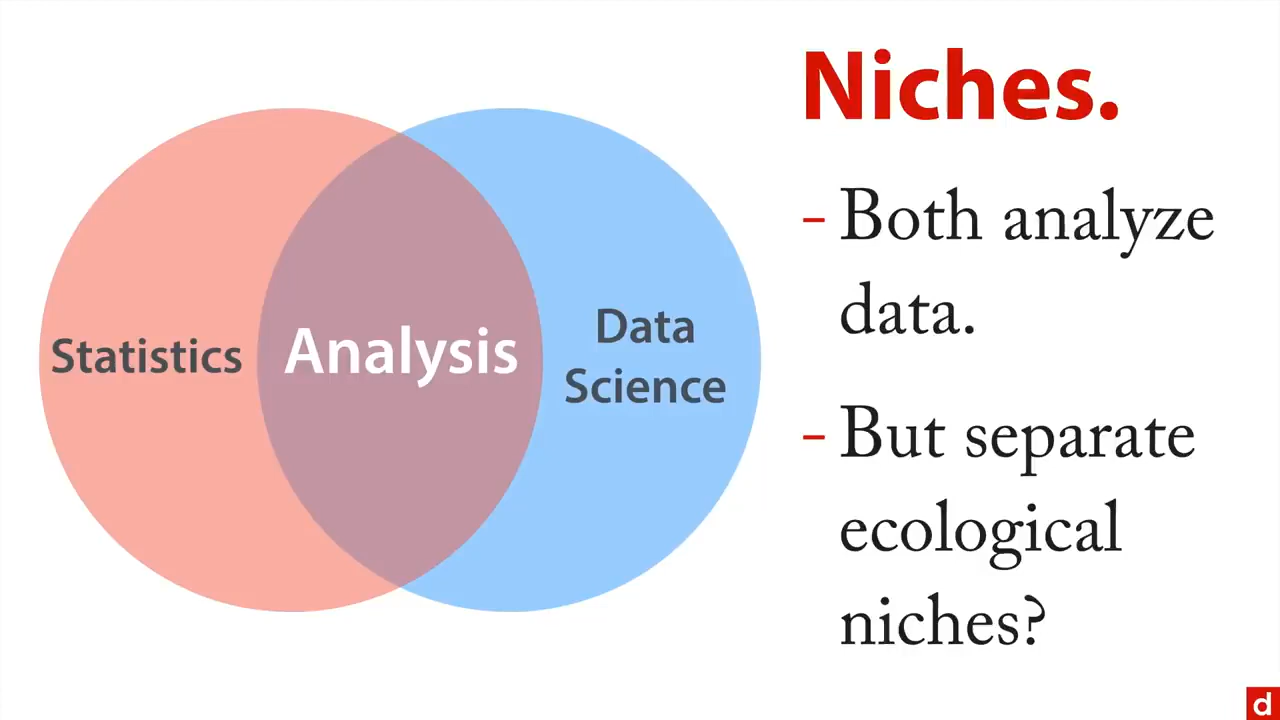 Niches.
Statistics
Analysis
Data
Science
- Both analyze
data.
- But separate
ecological
niches?
d